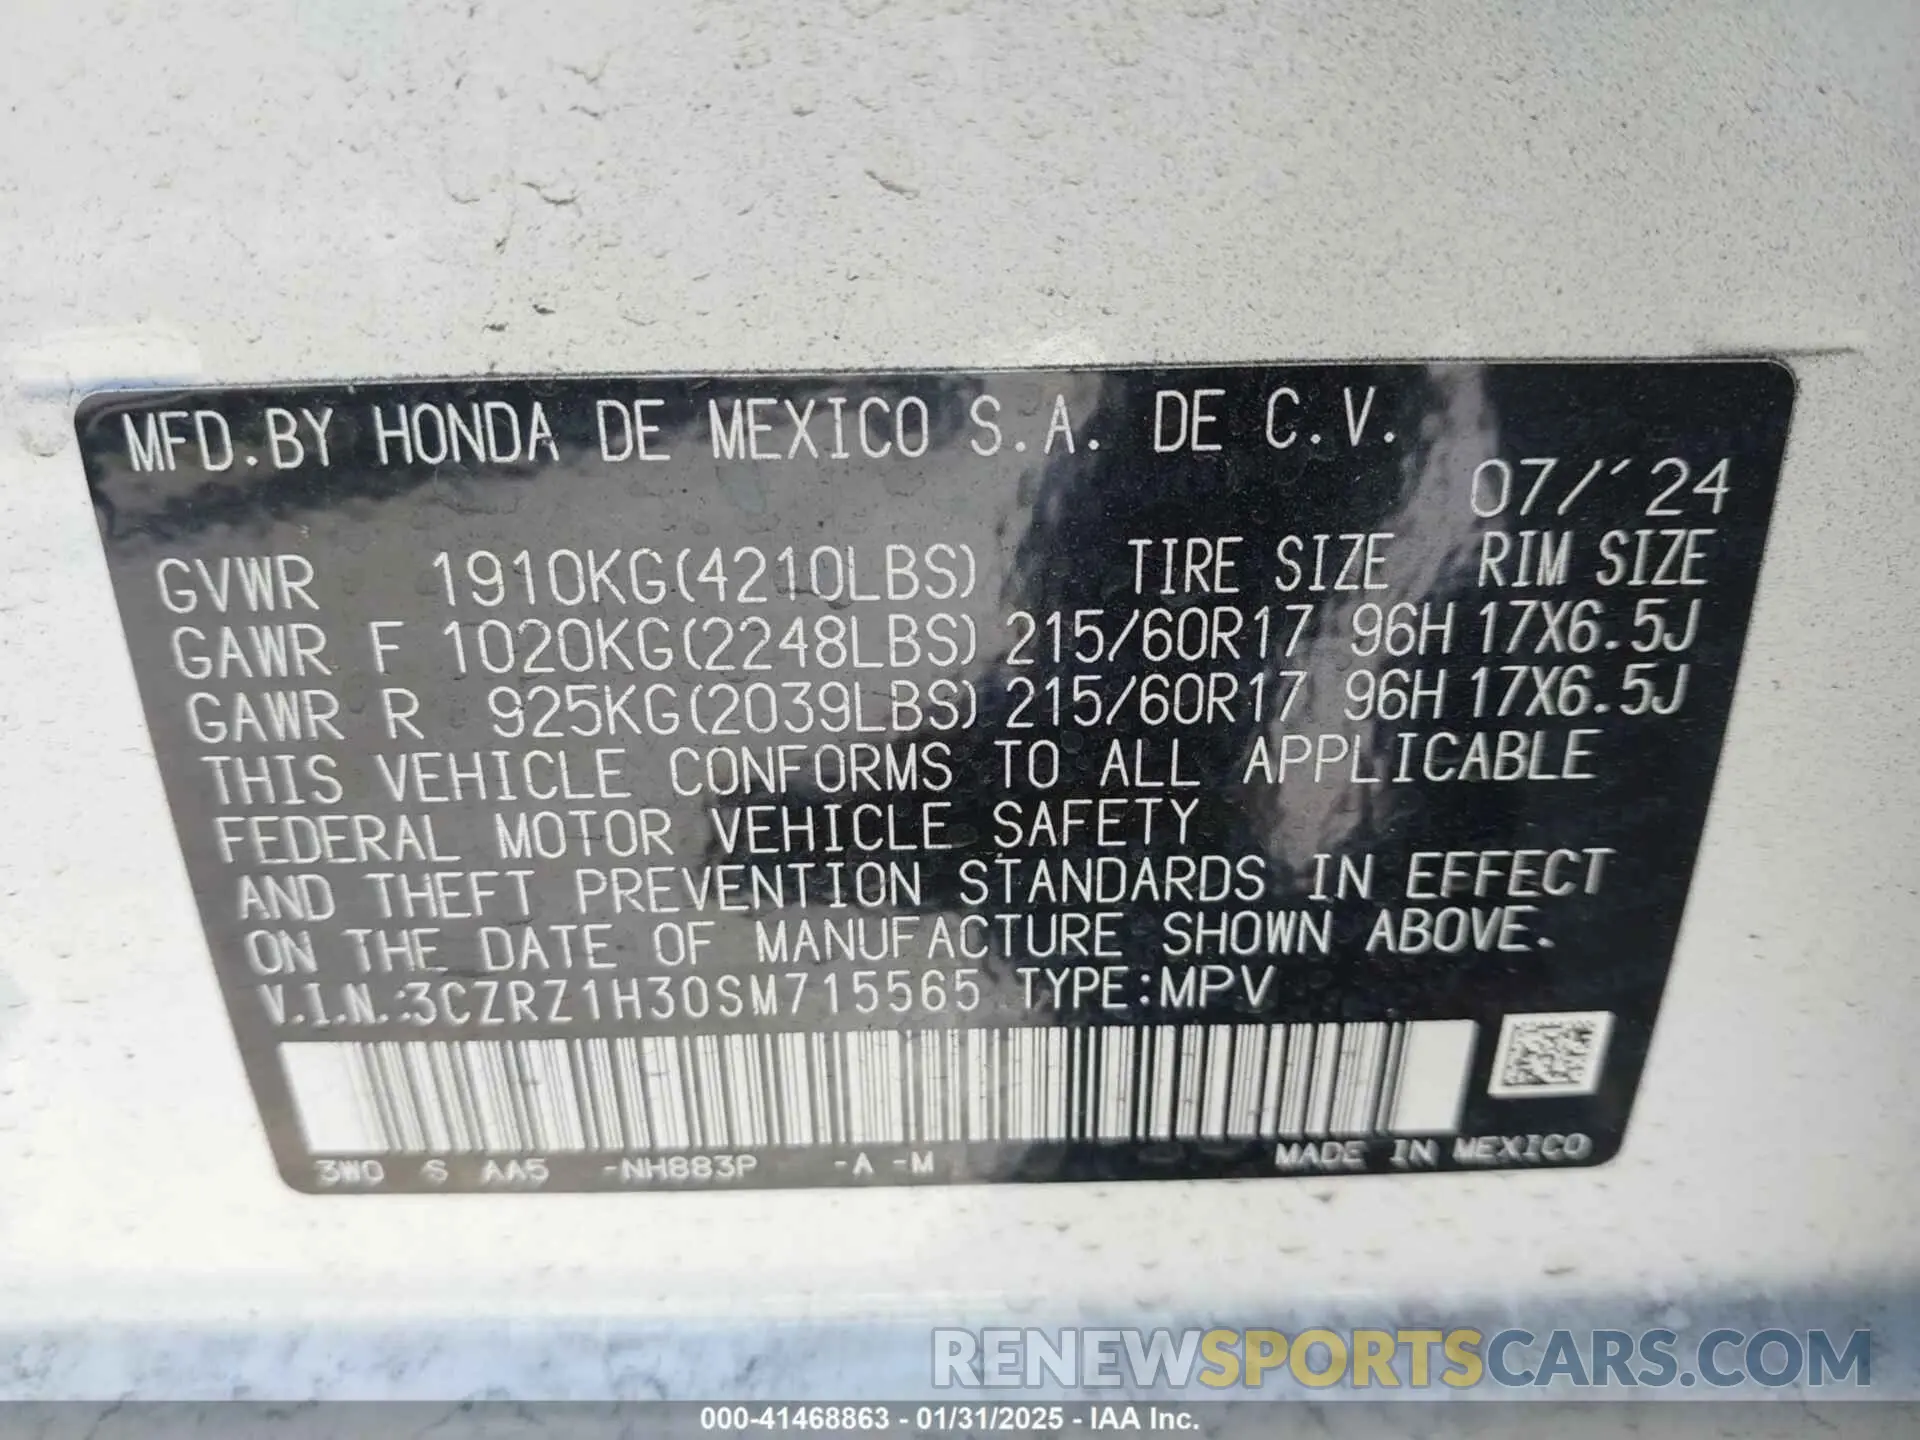 MFD.BY HONDA DE MEXICO S.A. DE C.V.
07/´24
GVWR 1910KG(4210LBS) TIRE SIZE RIM SIZE
GAWR F 1020KG(2248LBS) 215/60R17 96H 17X6.5J
GAWR R 925KG(2039LBS) 215/60R17 96H 17X6.5J
THIS VEHICLE CONFORMS TO ALL APPLICABLE
FEDERAL MOTOR VEHICLE SAFETY
AND THEFT PREVENTION STANDARDS IN EFFECT
ON THE DATE OF MANUFACTURE SHOWN ABOVE.
V.I.N.:3CZRZ1H30SM715565 TYPE:MPV
3W0 S AA5 -NH883P -A -M MADE IN MEXICO
RENEWSPORTSCARS.COM
000-41468863 - 01/31/2025 - IAA Inc.